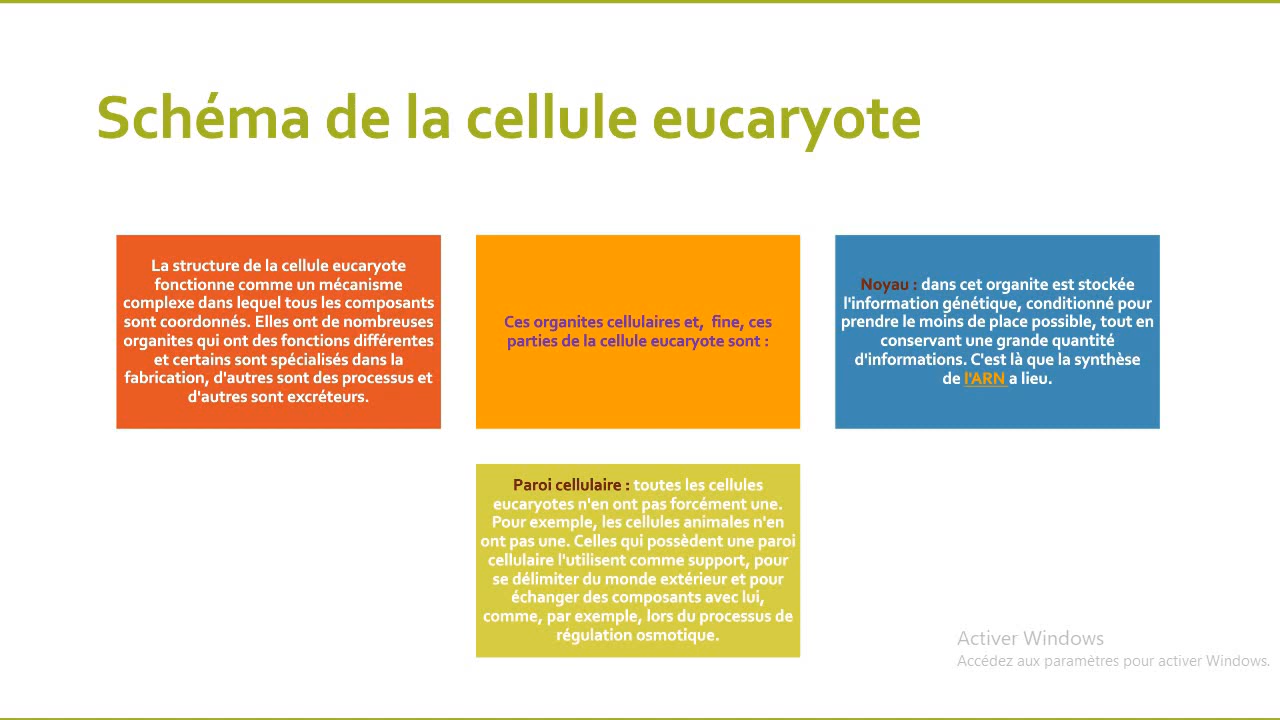 Schéma de la cellule eucaryote
La structure de la cellule eucaryote
fonctionne comme un mécanisme
complexe dans lequel tous les composants
sont coordonnés. Elles ont de nombreuses
organites qui ont des fonctions différentes
et certains sont spécialisés dans la
fabrication, d'autres sont des processus et
d'autres sont excréteurs.
Ces organites cellulaires et, fine, ces
parties de la cellule eucaryote sont :
Noyau : dans cet organite est stockée
l'information génétique, conditionné pour
prendre le moins de place possible, tout en
conservant une grande quantité
d'informations. C'est là que la synthèse
de l'ARN a lieu.
Paroi cellulaire : toutes les cellules
eucaryotes n'en ont pas forcément une.
Pour exemple, les cellules animales n'en
ont pas une. Celles qui possèdent une paroi
cellulaire l'utilisent comme support, pour
se délimiter du monde extérieur et pour
échanger des composants avec lui,
comme, par exemple, lors du processus de
régulation osmotique.
Activer Windows
Accédez aux paramètres pour activer Windows.